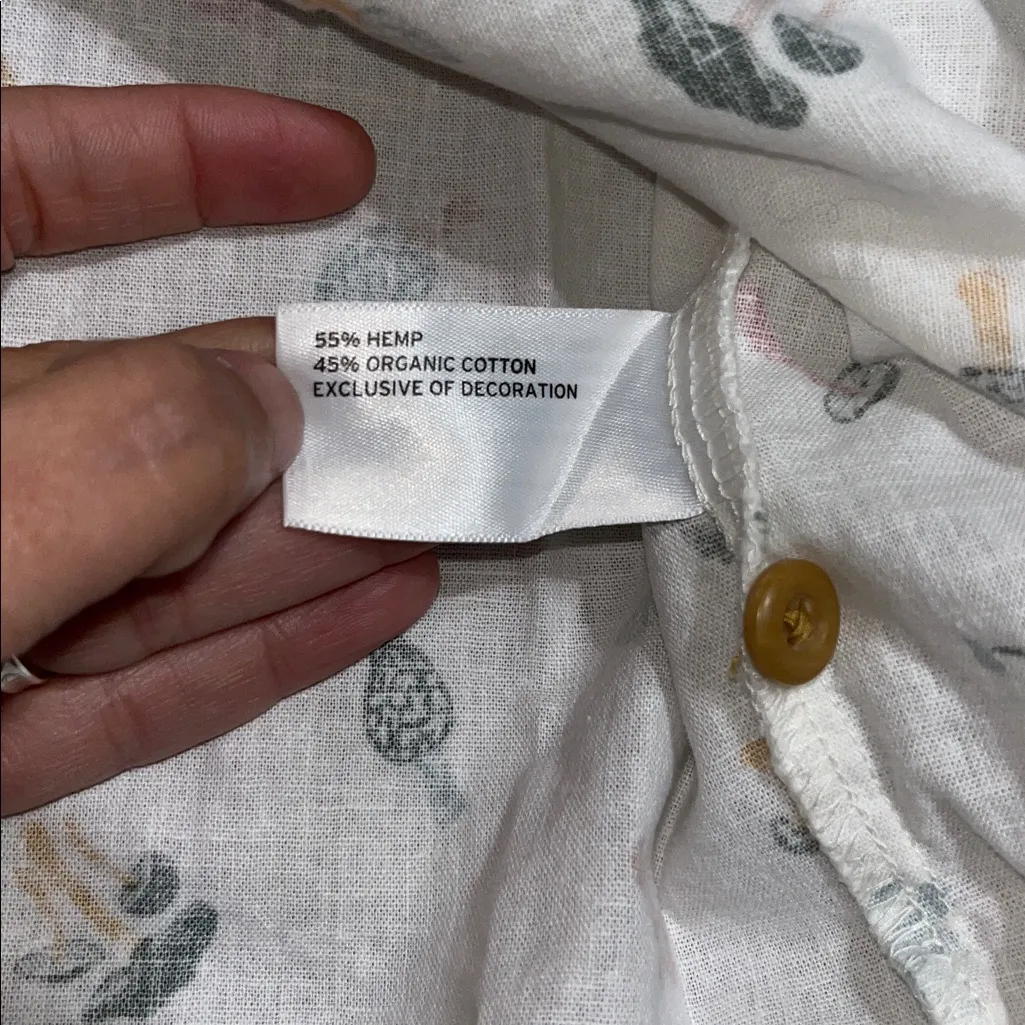 55% HEMP
45% ORGANIC COTTON
EXCLUSIVE OF DECORATION